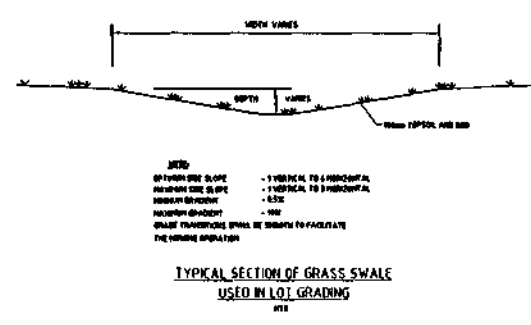 WIDTH VARIES
DEPTH VARIES
100mm TOPSOIL AND SOD
NOTES
OPTIMUM SIDE SLOPE - 1 VERTICAL TO 6 HORIZONTAL
MAXIMUM SIDE SLOPE - 1 VERTICAL TO 3 HORIZONTAL
MINIMUM GRADIENT - 0.5%
MAXIMUM GRADIENT - 10%
GRADE TRANSITIONS SHALL BE SMOOTH TO FACILITATE
THE MOWING OPERATION
TYPICAL SECTION OF GRASS SWALE
USED IN LOT GRADING
NTS